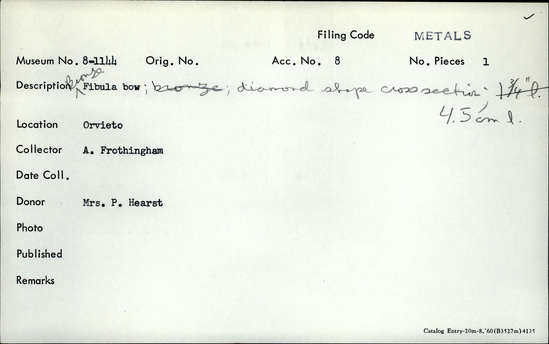 Filing Code METALS
Museum No. 8-1144 Orig. No. Acc. No. 8 No. Pieces 1
Description Bronze Fibula bow; bronze; diamond shape cross section; 1 3/4" l.
4.5 cm l.
Location Orvieto
Collector A. Frothingham
Date Coll.
Donor Mrs. P. Hearst
Photo
Published
Remarks
Catalog Entry-20m-8,'60(B3527m)4135